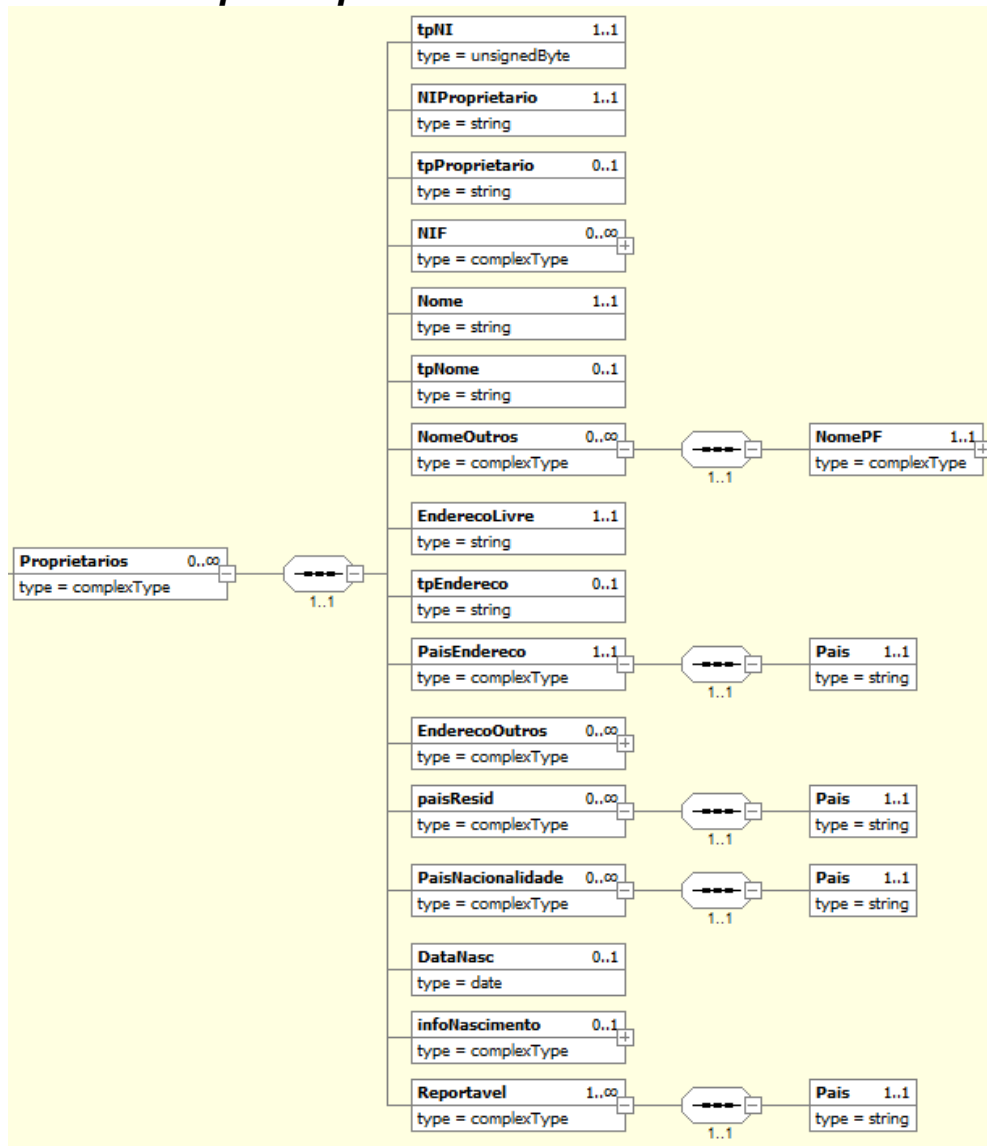 tpNI 1..1
type = unsignedByte
NIProprietario 1..1
type = string
tpProprietario 0..1
type = string
NIF 0..∞
type = complexType
Nome 1..1
type = string
tpNome 0..1
type = string
NomeOutros 0..∞
type = complexType
1..1
NomePF 1..1
type = complexType
EnderecoLivre 1..1
type = string
Proprietarios 0..∞
type = complexType
1..1
tpEndereco 0..1
type = string
PaisEndereco 1..1
type = complexType
1..1
Pais 1..1
type = string
EnderecoOutros 0..∞
type = complexType
paisResid 0..∞
type = complexType
1..1
Pais 1..1
type = string
PaisNacionalidade 0..∞
type = complexType
1..1
Pais 1..1
type = string
DataNasc 0..1
type = date
infoNascimento 0..1
type = complexType
Reportavel 1..∞
type = complexType
1..1
Pais 1..1
type = string